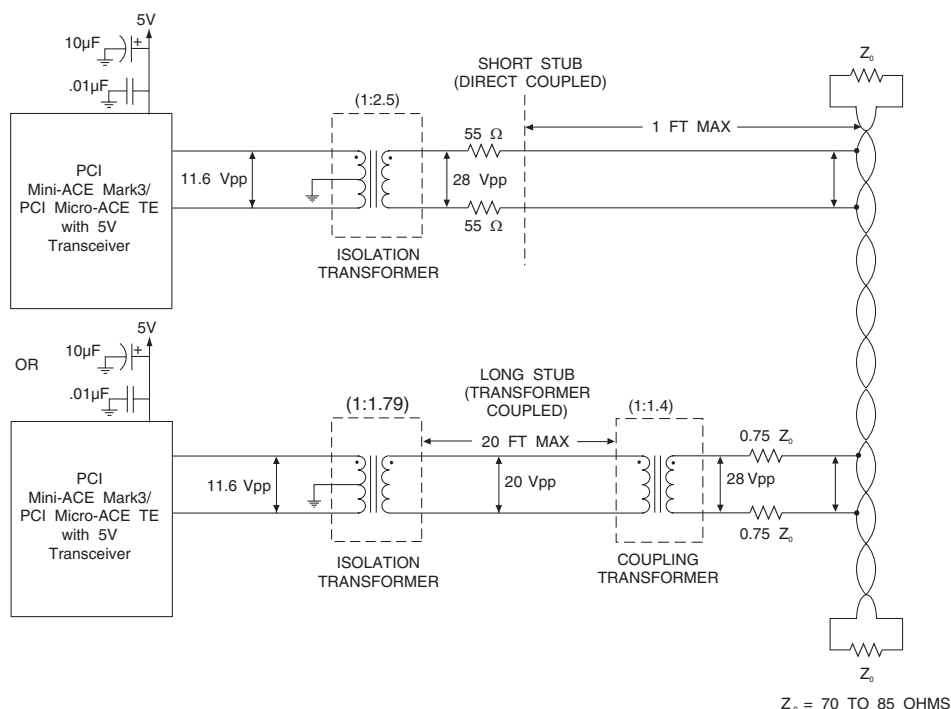 5V
10µF
+
.01µF
PCI
Mini-ACE Mark3/
PCI Micro-ACE TE
with 5V
Transceiver
11.6 Vpp
(1:2.5)
ISOLATION
TRANSFORMER
28 Vpp
55 Ω
55 Ω
SHORT STUB
(DIRECT COUPLED)
1 FT MAX
Z₀
OR
5V
10µF
+
.01µF
PCI
Mini-ACE Mark3/
PCI Micro-ACE TE
with 5V
Transceiver
11.6 Vpp
(1:1.79)
ISOLATION
TRANSFORMER
LONG STUB
(TRANSFORMER
COUPLED)
20 FT MAX
20 Vpp
(1:1.4)
COUPLING
TRANSFORMER
28 Vpp
0.75 Z₀
0.75 Z₀
Z₀
Z₀ = 70 TO 85 OHMS